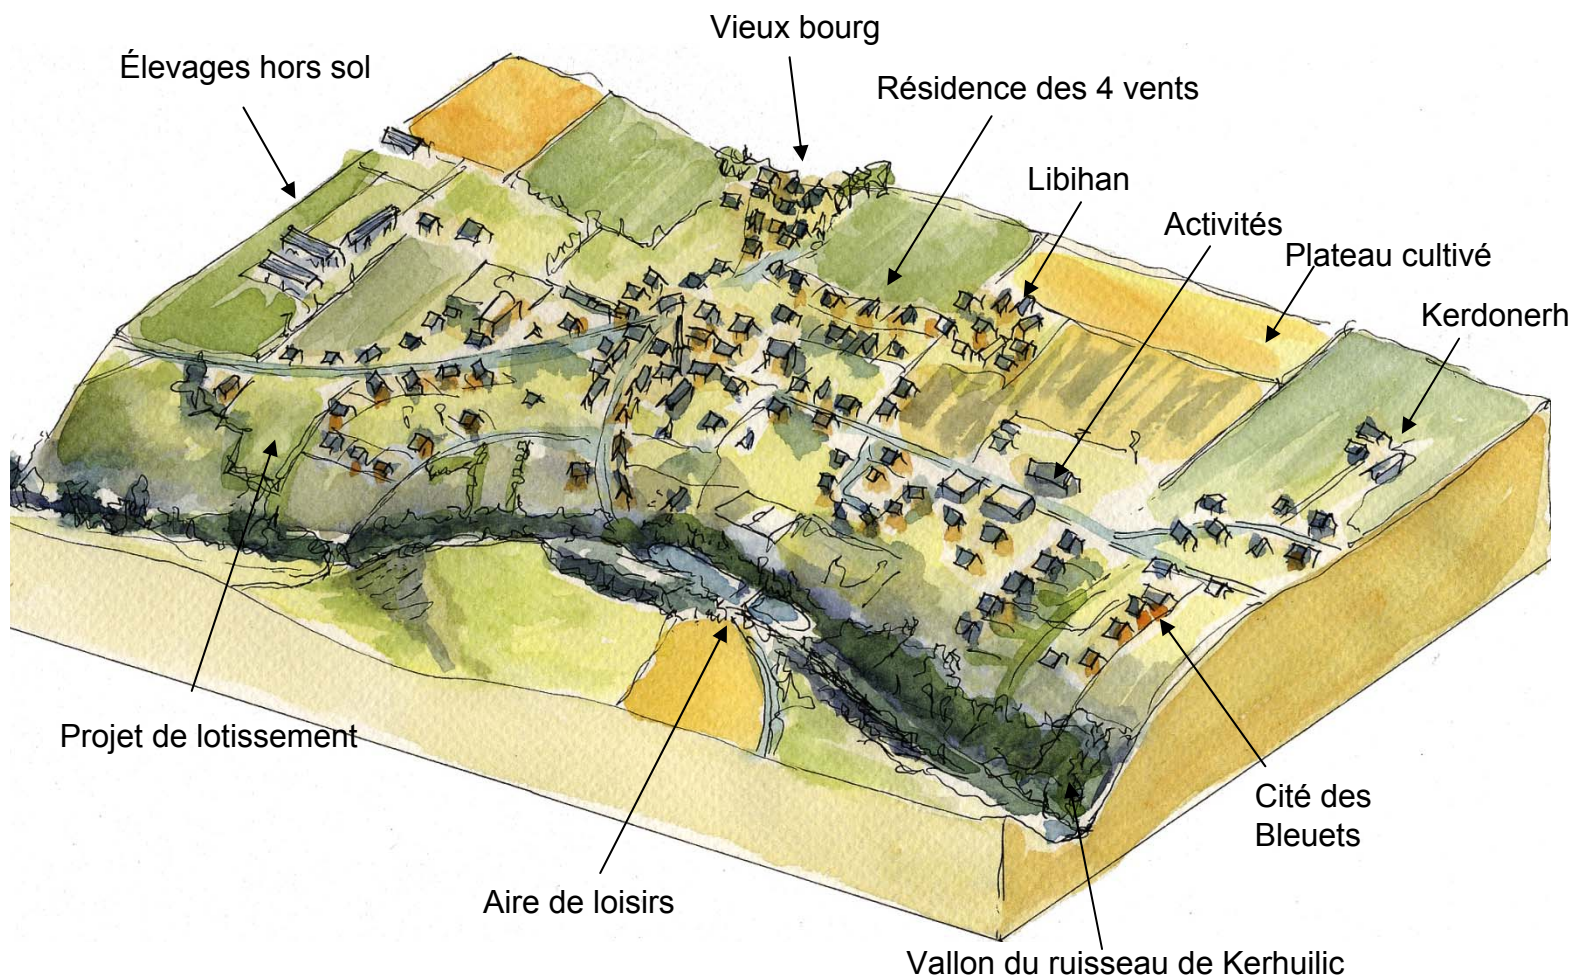 Vieux bourg
Élevages hors sol
Résidence des 4 vents
Libihan
Activités
Plateau cultivé
Kerdonerh
Projet de lotissement
Cité des
Bleuets
Aire de loisirs
Vallon du ruisseau de Kerhuilic